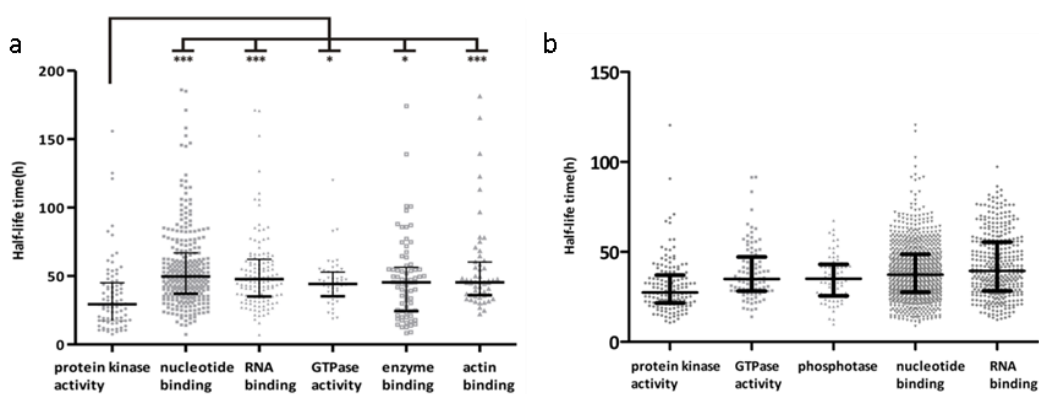 a
b
*** *** * * ***
200
150
100
50
0
Half-life time(h)
protein kinase activity
nucleotide binding
RNA binding
GTPase activity
enzyme binding
actin binding
150
100
50
0
Half-life time(h)
protein kinase activity
GTPase activity
phosphotase
nucleotide binding
RNA binding